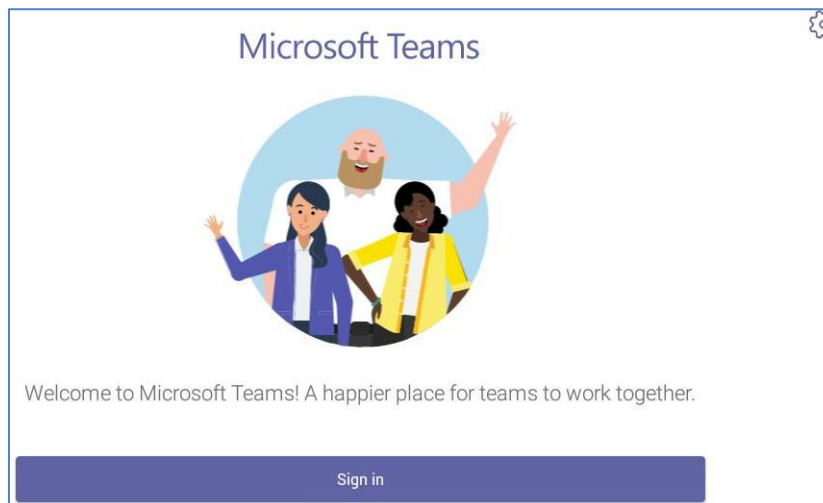 Microsoft Teams
Welcome to Microsoft Teams! A happier place for teams to work together.
Sign in